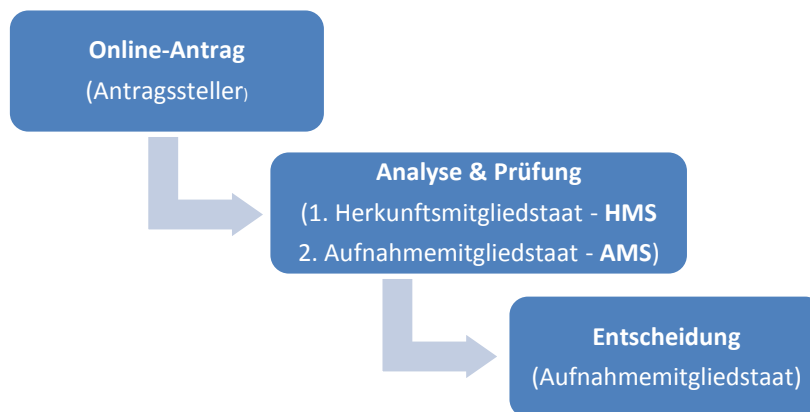 Online-Antrag
(Antragssteller)
Analyse & Prüfung
(1. Herkunftsmitgliedstaat - HMS
2. Aufnahmemitgliedstaat - AMS)
Entscheidung
(Aufnahmemitgliedstaat)